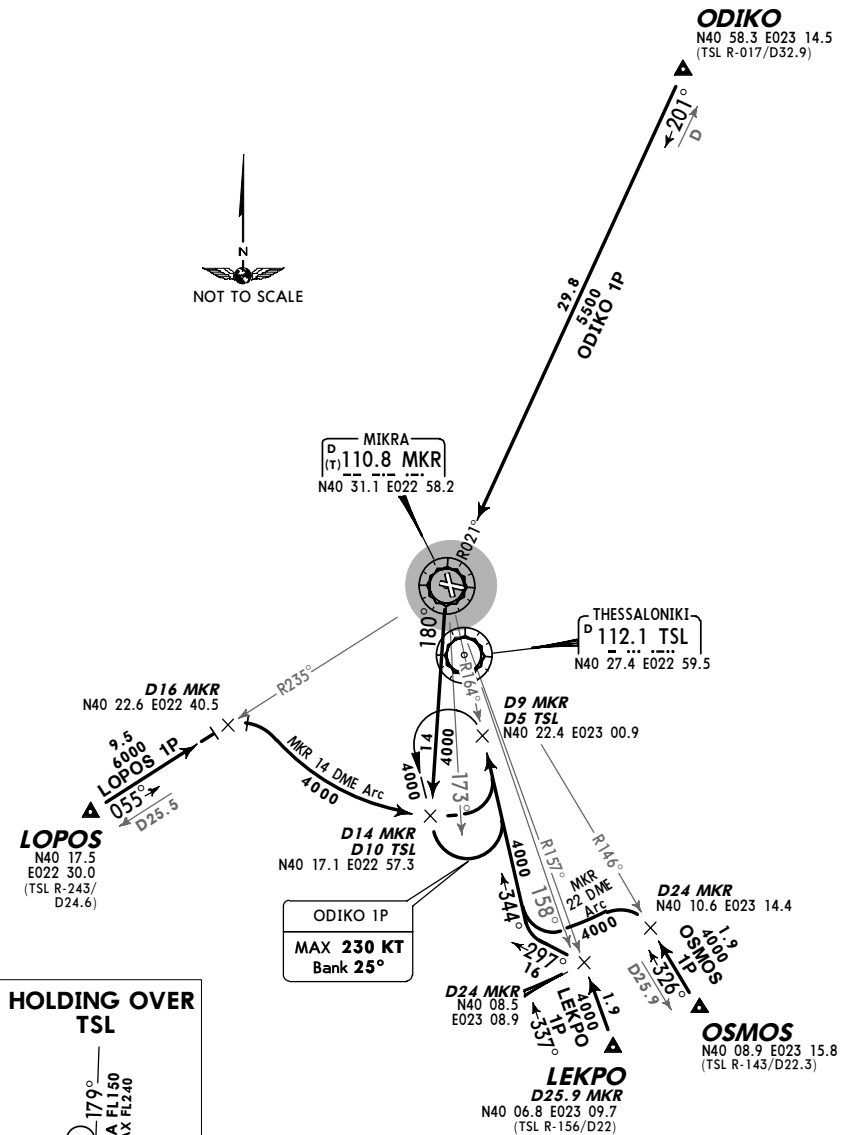 ODIKO
N40 58.3 E023 14.5
(TSL R-017/D32.9)
201°
D
N
NOT TO SCALE
29.8
5500
ODIKO 1P
MIKRA
D
(T) 110.8 MKR
N40 31.1 E022 58.2
R021°
180°
THESSALONIKI
D 112.1 TSL
N40 27.4 E022 59.5
R164°
R235°
D16 MKR
N40 22.6 E022 40.5
D9 MKR
D5 TSL
N40 22.4 E023 00.9
9.5
6000
LOPOS 1P
055°
D25.5
MKR 14 DME Arc
4000
14
4000
4000
173°
LOPOS
N40 17.5
E022 30.0
(TSL R-243/
D24.6)
D14 MKR
D10 TSL
N40 17.1 E022 57.3
4000
344°
R157°
158°
R146°
MKR
22 DME
Arc
4000
D24 MKR
N40 10.6 E023 14.4
ODIKO 1P
MAX 230 KT
Bank 25°
297°
16
1.9
4000
OSMOS
1P
326°
D25.9
D24 MKR
N40 08.5
E023 08.9
1.9
4000
LEKPO
1P
337°
OSMOS
N40 08.9 E023 15.8
(TSL R-143/D22.3)
LEKPO
D25.9 MKR
N40 06.8 E023 09.7
(TSL R-156/D22)
HOLDING OVER
TSL
179°
FL150
FL240